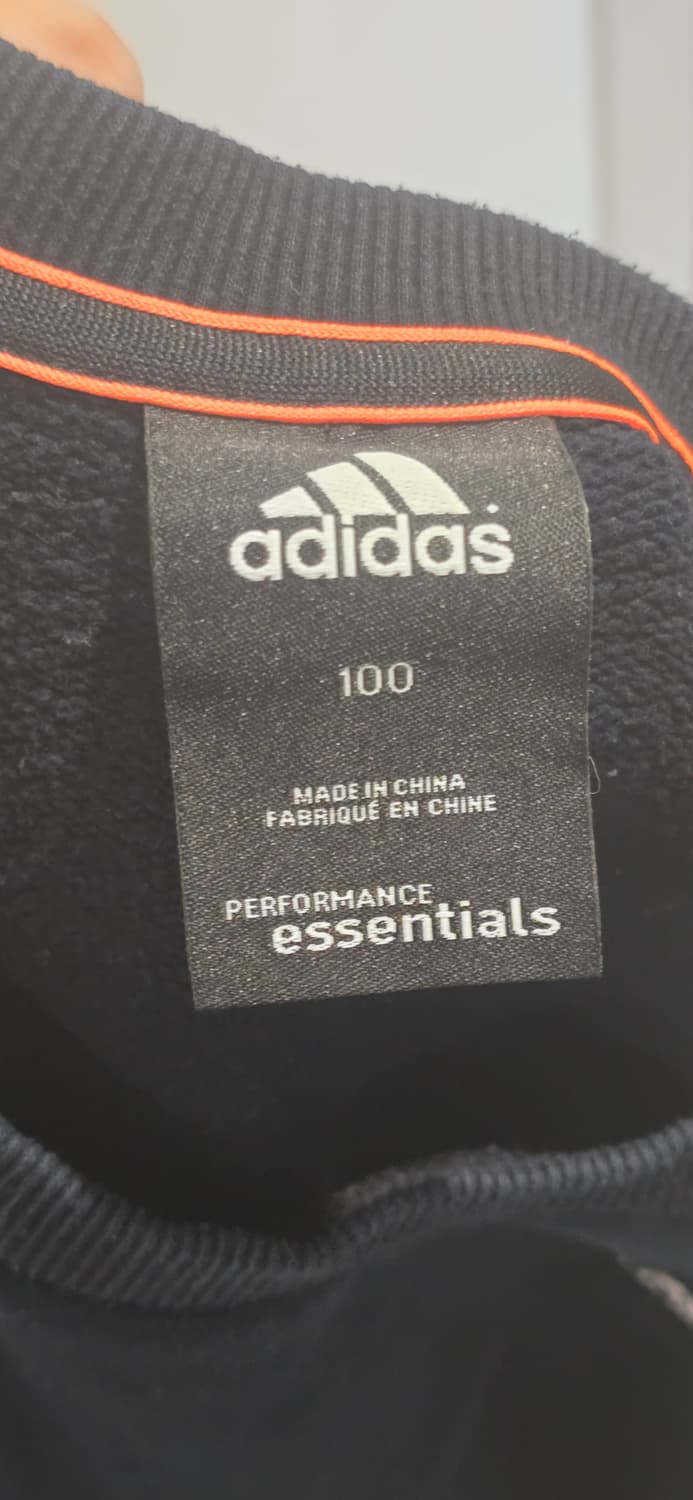 adidas
100
MADE IN CHINA
FABRIQUÉ EN CHINE
PERFORMANCE
essentials